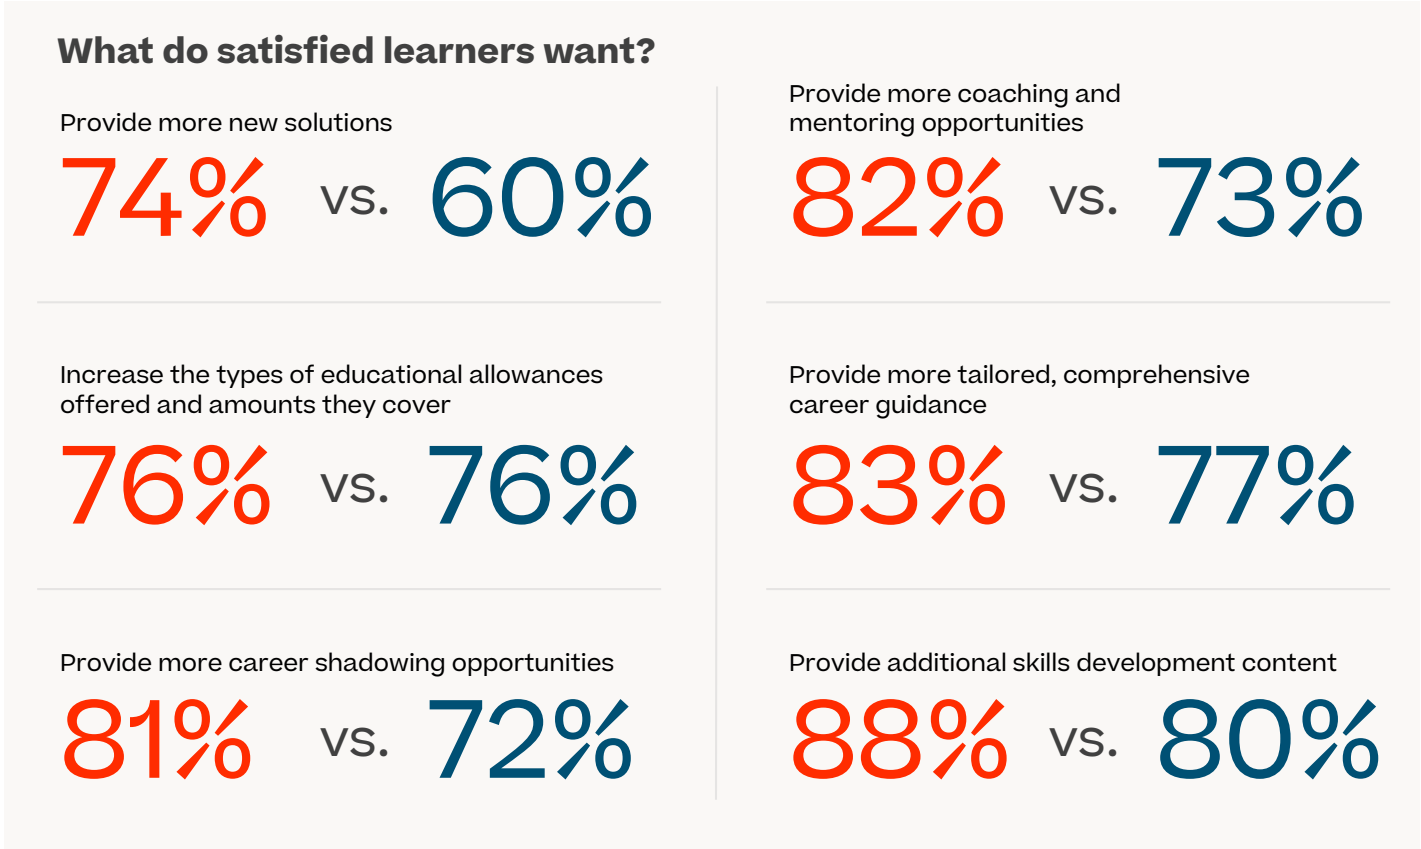 What do satisfied learners want?
Provide more new solutions
74% vs. 60%
Increase the types of educational allowances
offered and amounts they cover
76% vs. 76%
Provide more career shadowing opportunities
81% vs. 72%
Provide more coaching and
mentoring opportunities
82% vs. 73%
Provide more tailored, comprehensive
career guidance
83% vs. 77%
Provide additional skills development content
88% vs. 80%